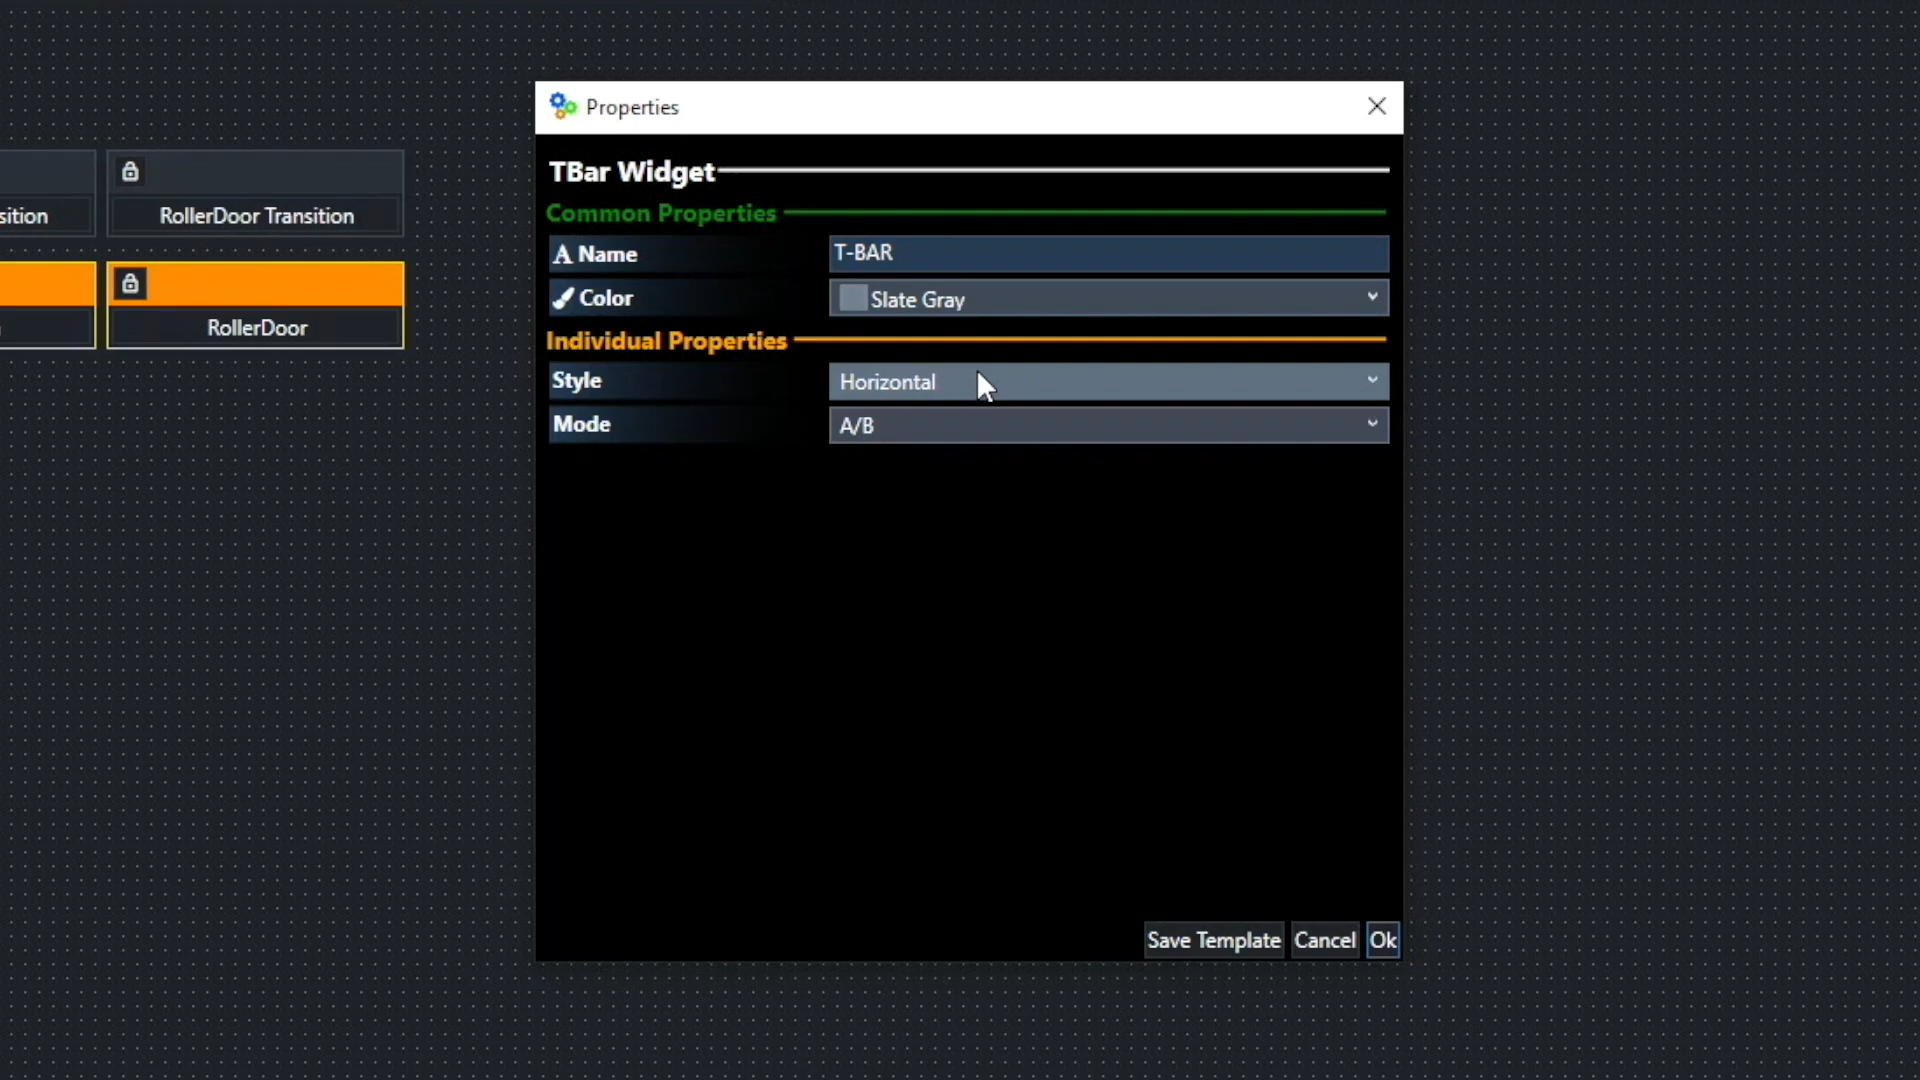 Properties
TBar Widget
Common Properties
A Name
T-BAR
Color
Slate Gray
Individual Properties
Style
Horizontal
Mode
A/B
Save Template
Cancel
Ok
sition
RollerDoor Transition
RollerDoor